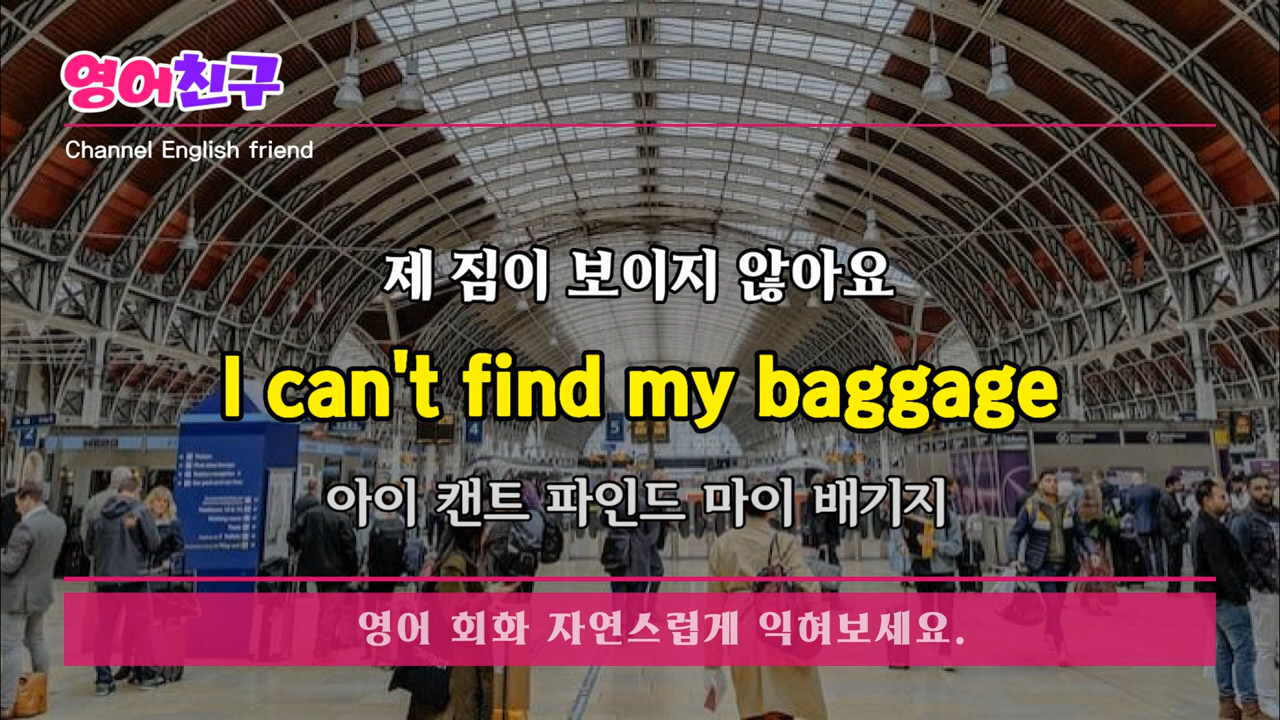 영어친구
Channel English friend
제 짐이 보이지 않아요
I can't find my baggage
아이 캔트 파인드 마이 배기지
4
5
영어 회화 자연스럽게 익혀보세요.